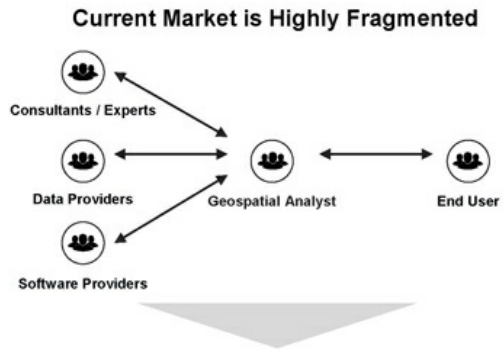 Current Market is Highly Fragmented
Consultants / Experts
Data Providers
Geospatial Analyst
End User
Software Providers